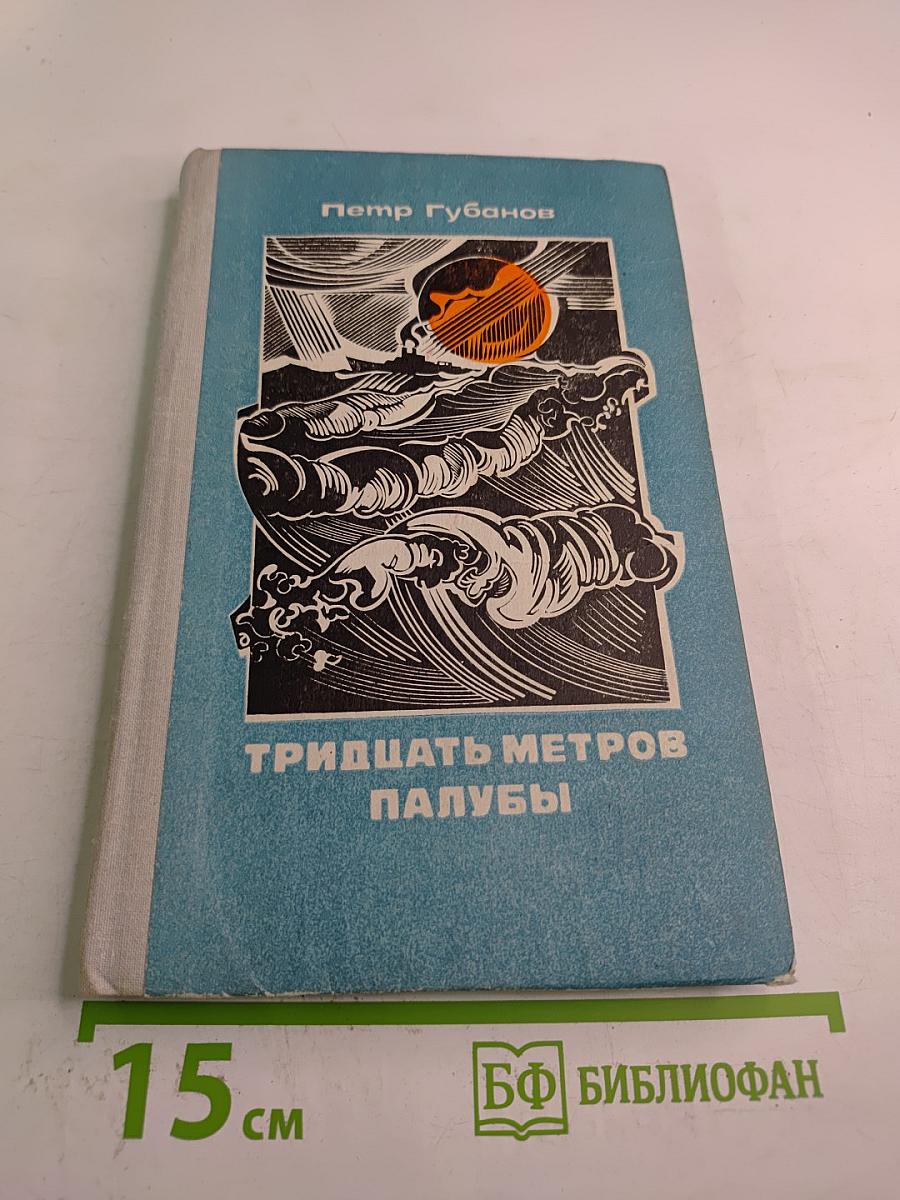 Петр Губанов
ТРИДЦАТЬ МЕТРОВ
ПАЛУБЫ
15 см
БФ БИБЛИОФАН